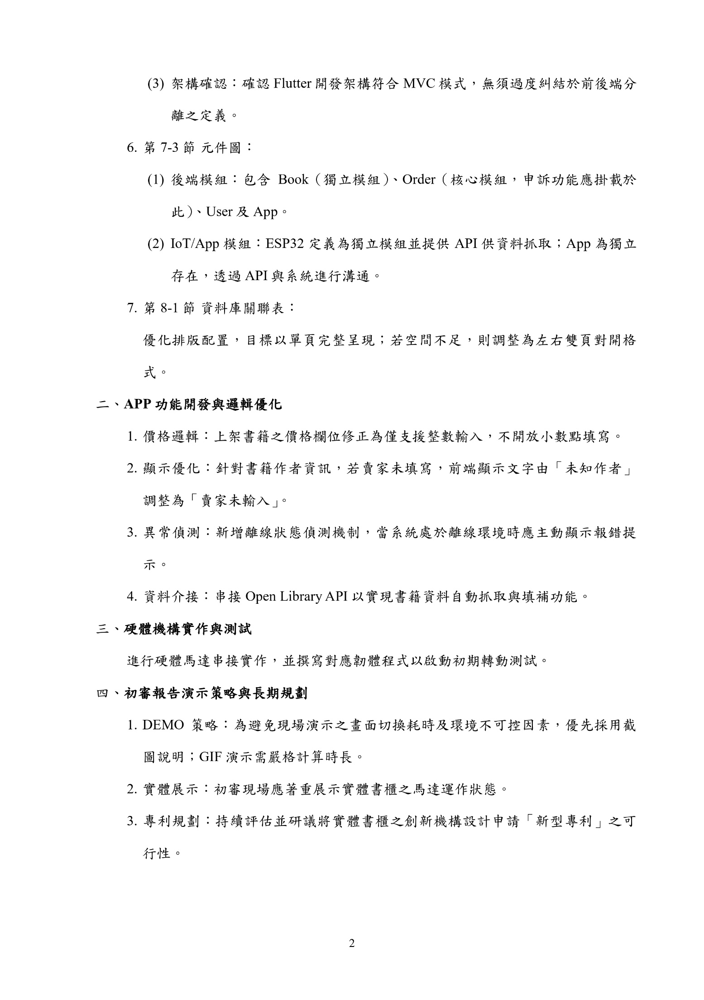 (3) 架構確認：確認 Flutter 開發架構符合 MVC 模式，無須過度糾結於前後端分
離之定義。
6. 第 7-3 節 元件圖：
(1) 後端模組：包含 Book（獨立模組）、Order（核心模組，申訴功能應掛載於
此）、User 及 App。
(2) IoT/App 模組：ESP32 定義為獨立模組並提供 API 供資料抓取；App 為獨立
存在，透過 API 與系統進行溝通。
7. 第 8-1 節 資料庫關聯表：
優化排版配置，目標以單頁完整呈現；若空間不足，則調整為左右雙頁對開格
式。
二、APP 功能開發與邏輯優化
1. 價格邏輯：上架書籍之價格欄位修正為僅支援整數輸入，不開放小數點填寫。
2. 顯示優化：針對書籍作者資訊，若賣家未填寫，前端顯示文字由「未知作者」
調整為「賣家未輸入」。
3. 異常偵測：新增離線狀態偵測機制，當系統處於離線環境時應主動顯示報錯提
示。
4. 資料介接：串接 Open Library API 以實現書籍資料自動抓取與填補功能。
三、硬體機構實作與測試
進行硬體馬達串接實作，並撰寫對應韌體程式以啟動初期轉動測試。
四、初審報告演示策略與長期規劃
1. DEMO 策略：為避免現場演示之畫面切換耗時及環境不可控因素，優先採用截
圖說明；GIF 演示需嚴格計算時長。
2. 實體展示：初審現場應著重展示實體書櫃之馬達運作狀態。
3. 專利規劃：持續評估並研議將實體書櫃之創新機構設計申請「新型專利」之可
行性。
2